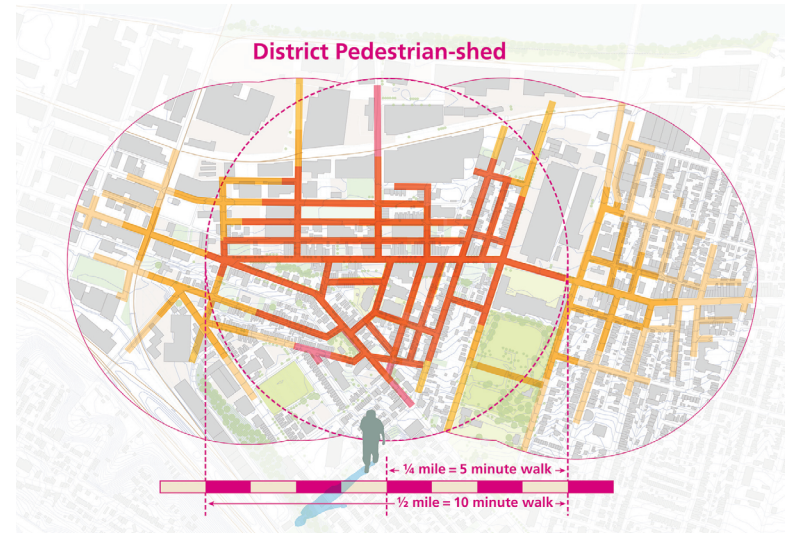 District Pedestrian-shed
¼ mile = 5 minute walk
½ mile = 10 minute walk